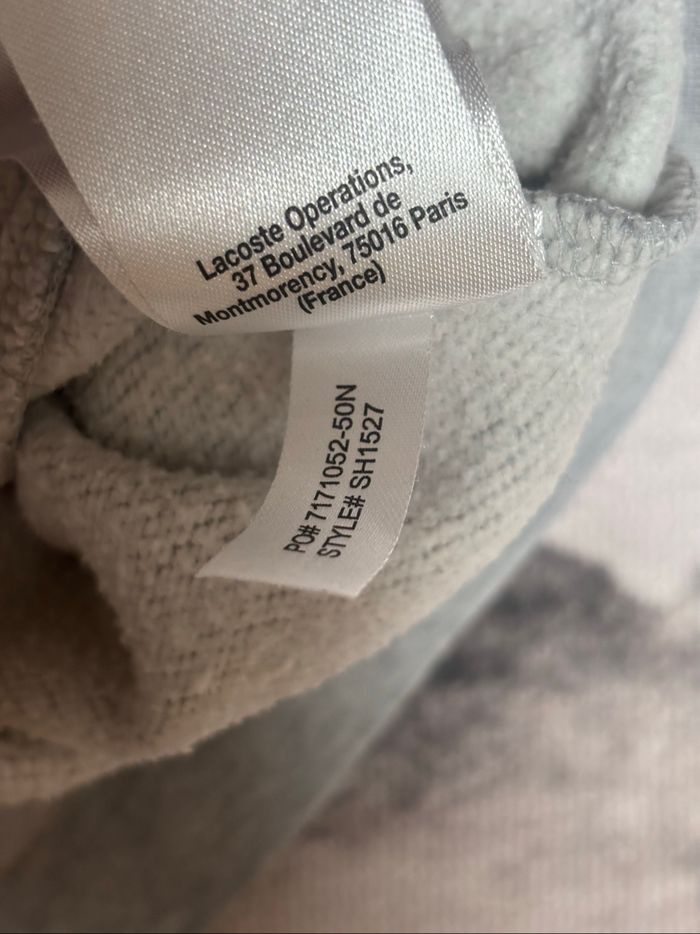 Lacoste Operations,
37 Boulevard de
Montmorency, 75016 Paris
(France)
PO# 7171052-50N
STYLE# SH1527